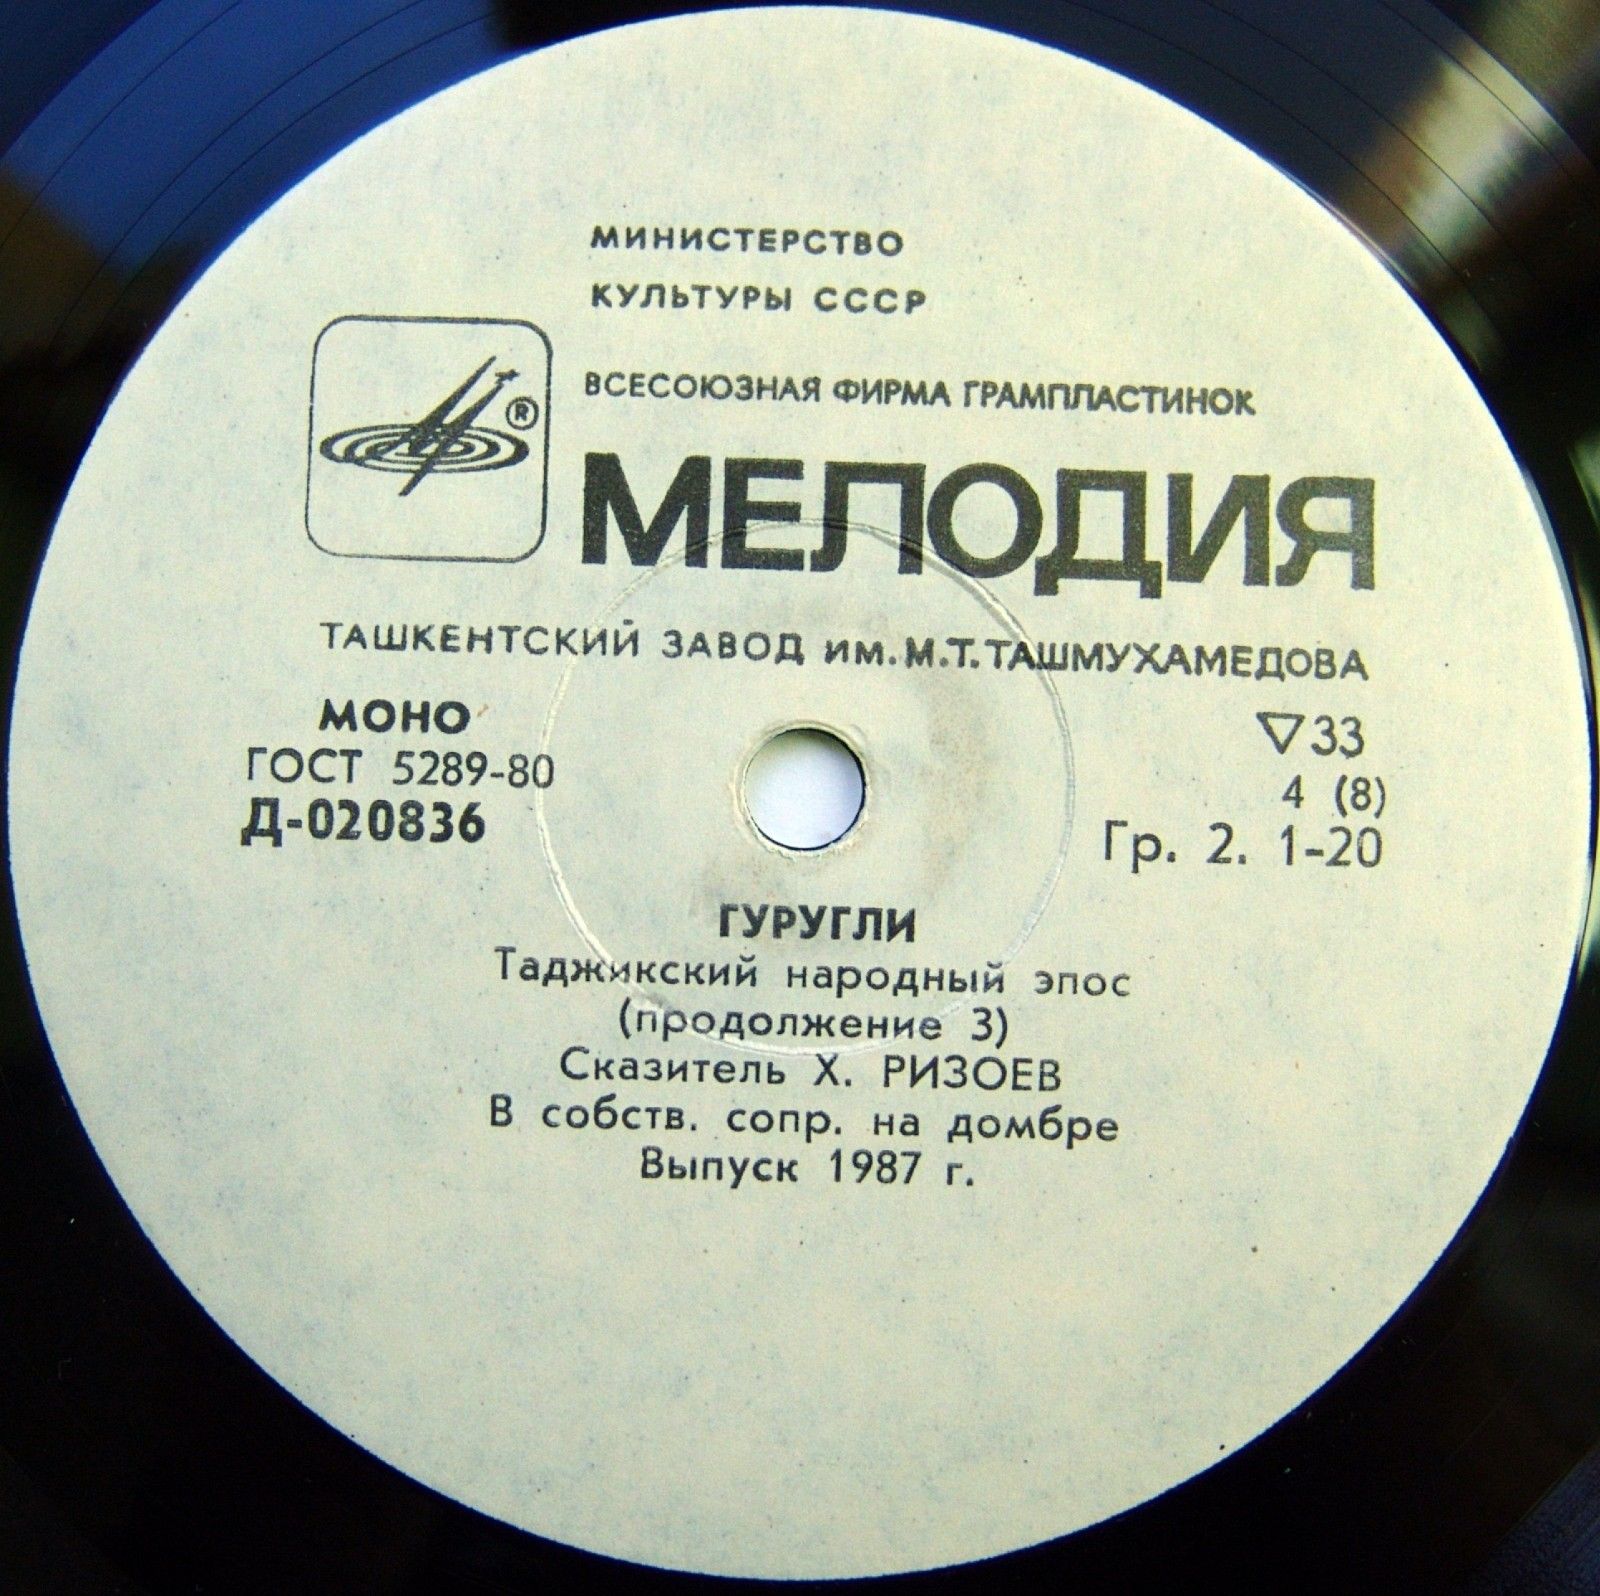 МИНИСТЕРСТВО
КУЛЬТУРЫ СССР
ВСЕСОЮЗНАЯ ФИРМА ГРАМПЛАСТИНОК
®
МЕЛОДИЯ
ТАШКЕНТСКИЙ ЗАВОД ИМ. М.Т. ТАШМУХАМЕДОВА
МОНО
ГОСТ 5289-80
Д-020836
▽33
4 (8)
Гр. 2. 1-20
ГУРУГЛИ
Таджикский народный эпос
(продолжение 3)
Сказитель Х. РИЗОЕВ
В собств. сопр. на домбре
Выпуск 1987 г.